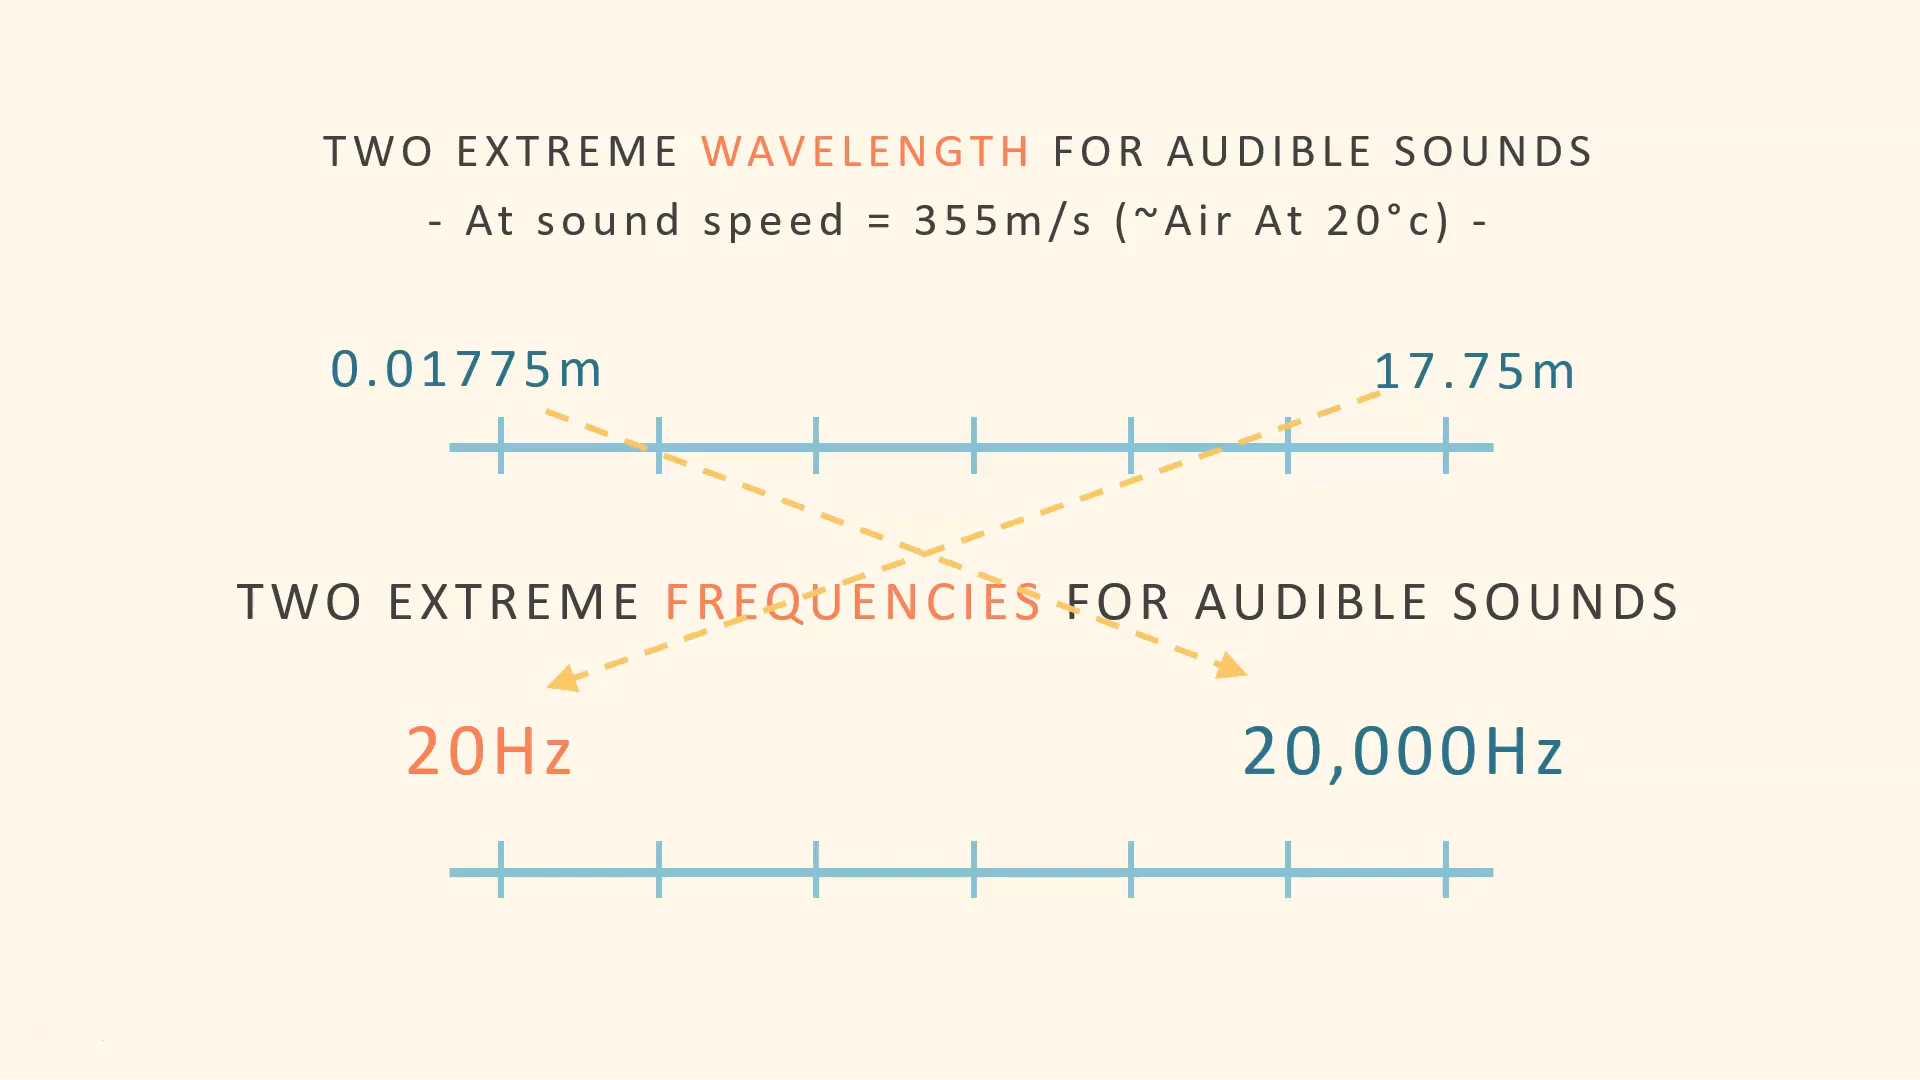 TWO EXTREME WAVELENGTH FOR AUDIBLE SOUNDS
- At sound speed = 355m/s (~Air At 20°c) -
0.01775m
17.75m
TWO EXTREME FREQUENCIES FOR AUDIBLE SOUNDS
20Hz
20,000Hz